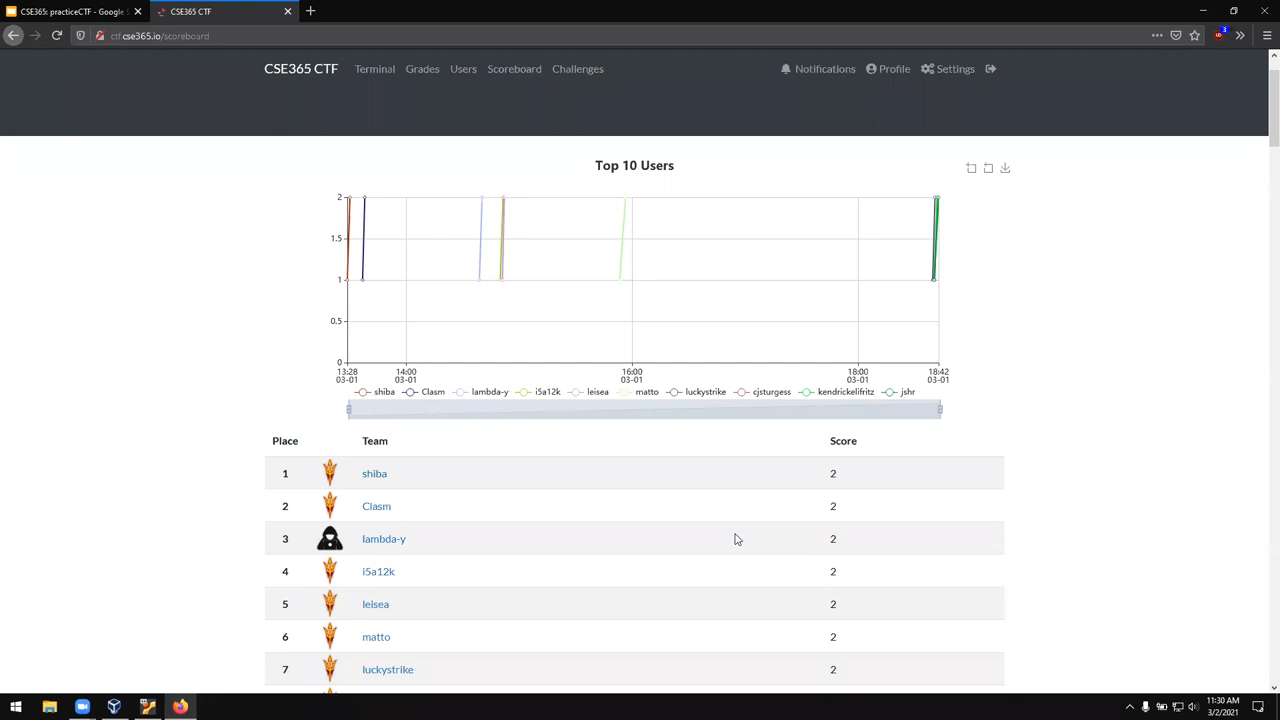 CSE365: practiceCTF - Google
CSE365 CTF
ctf.cse365.io/scoreboard
3
CSE365 CTF Terminal Grades Users Scoreboard Challenges Notifications Profile Settings
Top 10 Users
2
1.5
1
0.5
0
13:28 14:00 16:00 18:00 18:42
03-01 03-01 03-01 03-01 03-01
shiba Clasm lambda-y i5a12k leisea matto luckystrike cjsturgess kendrickelifritz jshr
Place Team Score
1 shiba 2
2 Clasm 2
3 lambda-y 2
4 i5a12k 2
5 leisea 2
6 matto 2
7 luckystrike 2
11:30 AM
3/2/2021